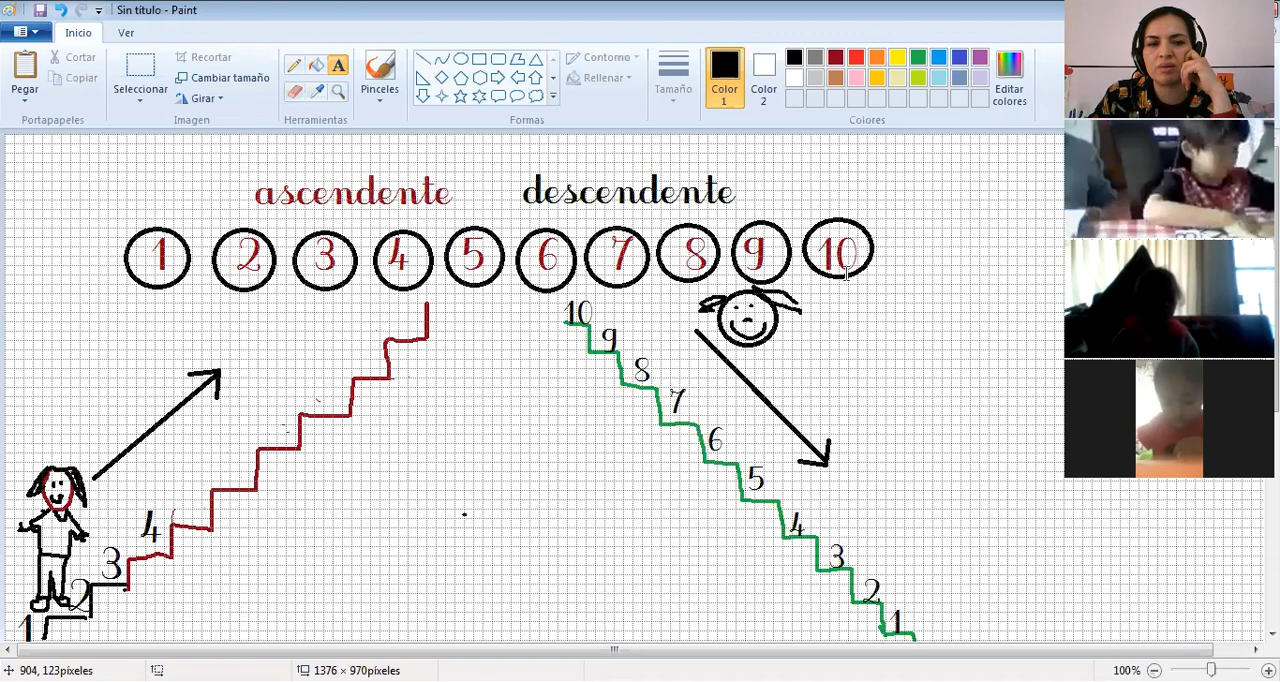 Sin título - Paint
Inicio Ver
Pegar
Cortar
Copiar
Portapapeles
Seleccionar
Recortar
Cambiar tamaño
Girar
Imagen
A
Herramientas
Pinceles
Contorno
Rellenar
Formas
Tamaño
Color 1
Color 2
Editar colores
Colores
ascendente descendente
1 2 3 4 5 6 7 8 9 10
1
2
3
4
10
9
8
7
6
5
4
3
2
1
904, 123píxeles
1376 × 970píxeles
100%